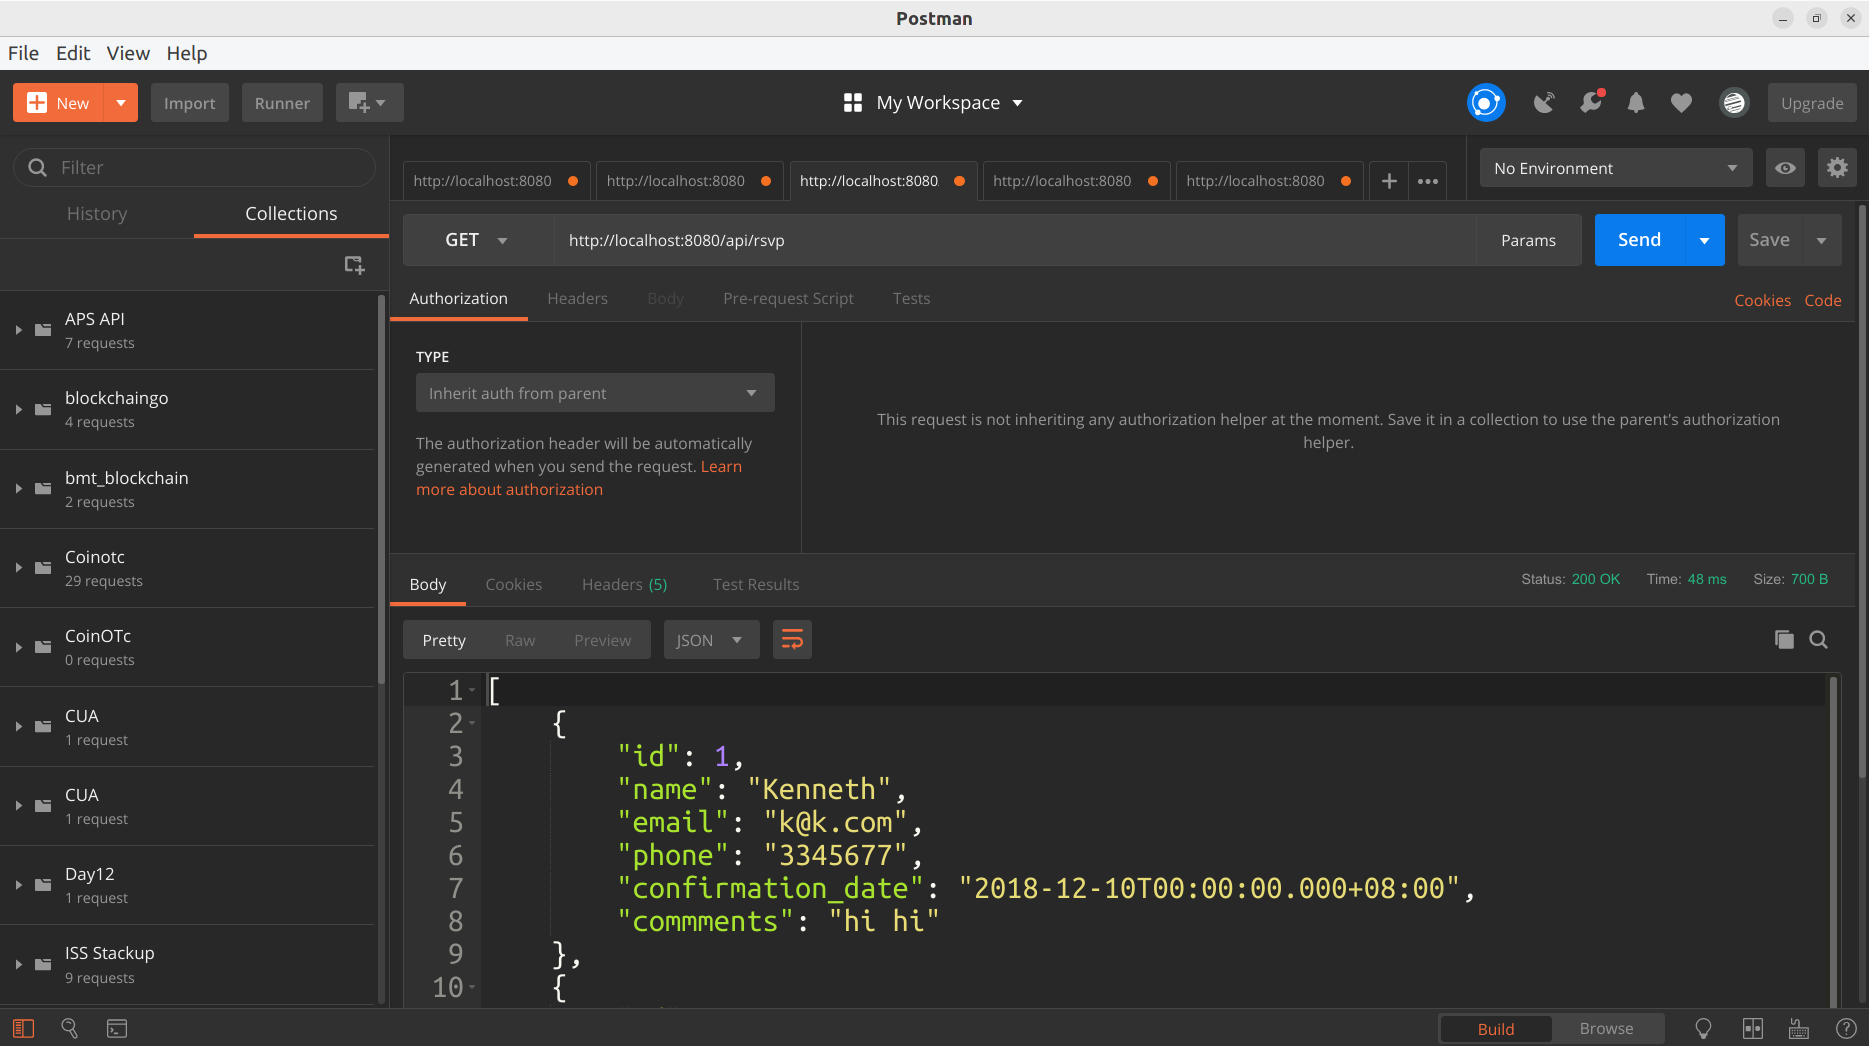 Postman
File Edit View Help
New Import Runner My Workspace Upgrade
Filter
History Collections
APS API
7 requests
blockchaingo
4 requests
bmt_blockchain
2 requests
Coinotc
29 requests
CoinOTc
0 requests
CUA
1 request
CUA
1 request
Day12
1 request
ISS Stackup
9 requests
http://localhost:8080 http://localhost:8080 http://localhost:8080. http://localhost:8080. http://localhost:8080 No Environment
GET http://localhost:8080/api/rsvp Params Send Save
Authorization Headers Body Pre-request Script Tests Cookies Code
TYPE
Inherit auth from parent
The authorization header will be automatically
generated when you send the request. Learn
more about authorization
This request is not inheriting any authorization helper at the moment. Save it in a collection to use the parent's authorization
helper.
Body Cookies Headers (5) Test Results Status: 200 OK Time: 48 ms Size: 700 B
Pretty Raw Preview JSON
1 [
2 {
3 "id": 1,
4 "name": "Kenneth",
5 "email": "k@k.com",
6 "phone": "3345677",
7 "confirmation_date": "2018-12-10T00:00:00.000+08:00",
8 "commments": "hi hi"
9 },
10 {
Build Browse